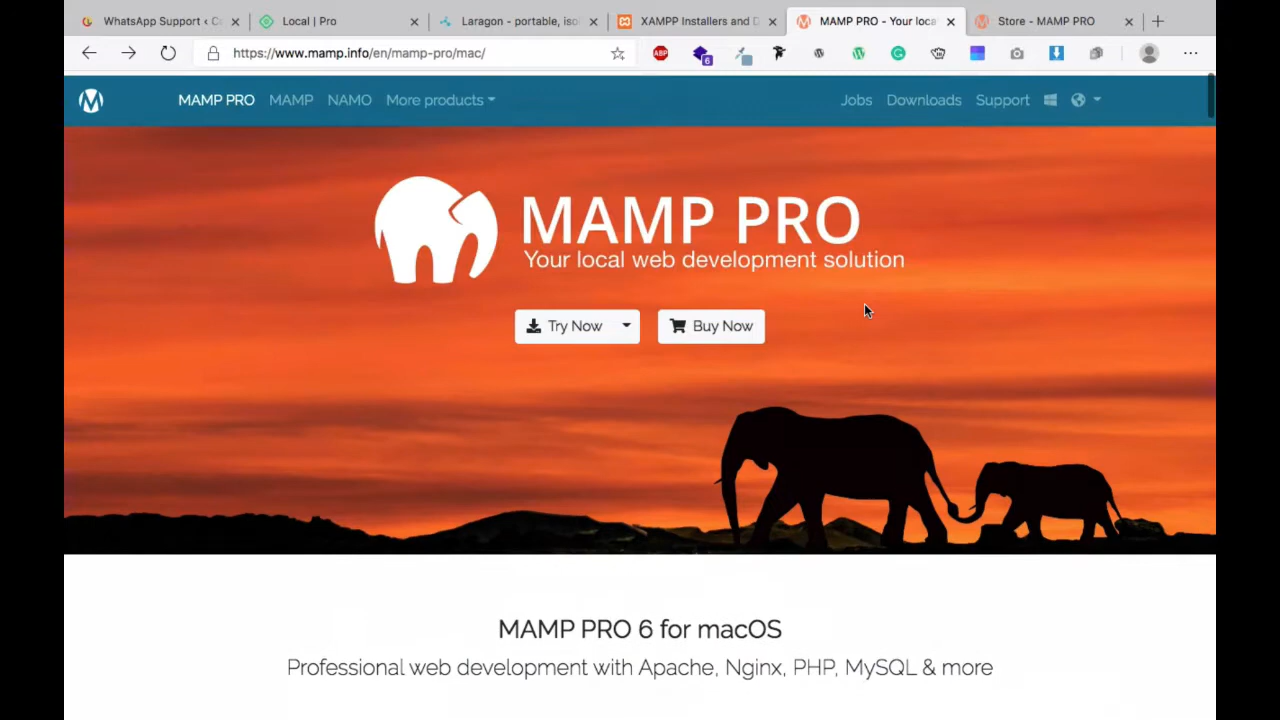 WhatsApp Support ‹ C
Local | Pro
Laragon - portable, iso
XAMPP Installers and D
MAMP PRO - Your loca
Store - MAMP PRO
https://www.mamp.info/en/mamp-pro/mac/
ABP
6
MAMP PRO
MAMP
NAMO
More products
Jobs
Downloads
Support
MAMP PRO
Your local web development solution
Try Now
Buy Now
MAMP PRO 6 for macOS
Professional web development with Apache, Nginx, PHP, MySQL & more